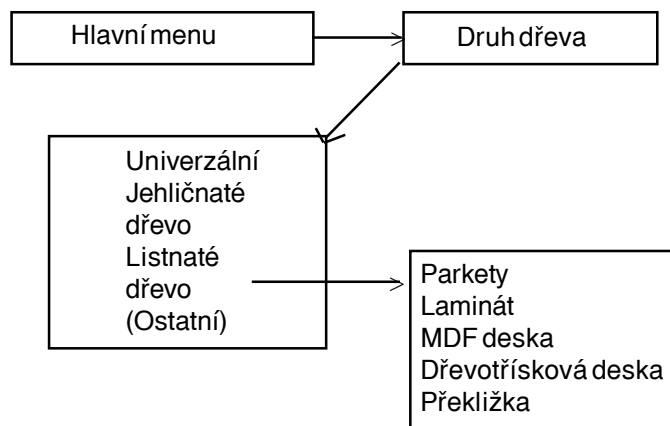 Hlavní menu
Druh dřeva
Univerzální
Jehličnaté
dřevo
Listnaté
dřevo
(Ostatní)
Parkety
Laminát
MDF deska
Dřevotřísková deska
Překližka